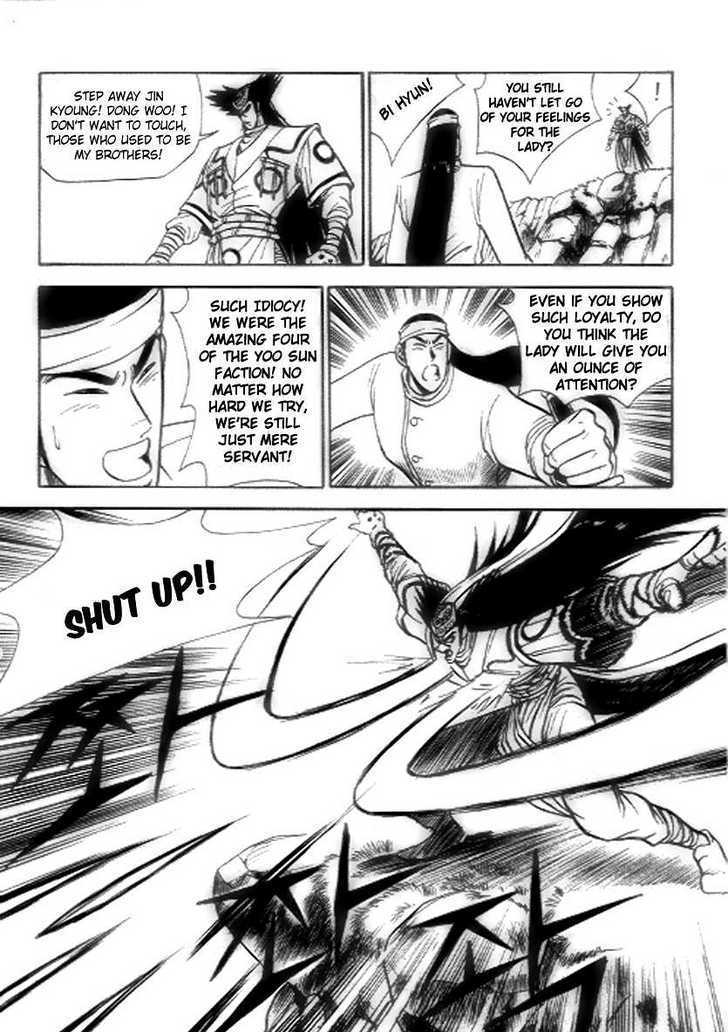 STEP AWAY JIN
KYOUNG! DONG WOO! I
DON'T WANT TO TOUCH,
THOSE WHO USED TO BE
MY BROTHERS!
BI HYUN!
YOU STILL
HAVEN'T LET GO
OF YOUR FEELINGS
FOR THE
LADY?
!
SUCH IDIOCY!
WE WERE THE
AMAZING FOUR
OF THE YOO SUN
FACTION! NO
MATTER HOW
HARD WE TRY,
WE'RE STILL
JUST MERE
SERVANT!
EVEN IF YOU SHOW
SUCH LOYALTY, DO
YOU THINK THE
LADY WILL GIVE YOU
AN OUNCE OF
ATTENTION?
SHUT UP!!